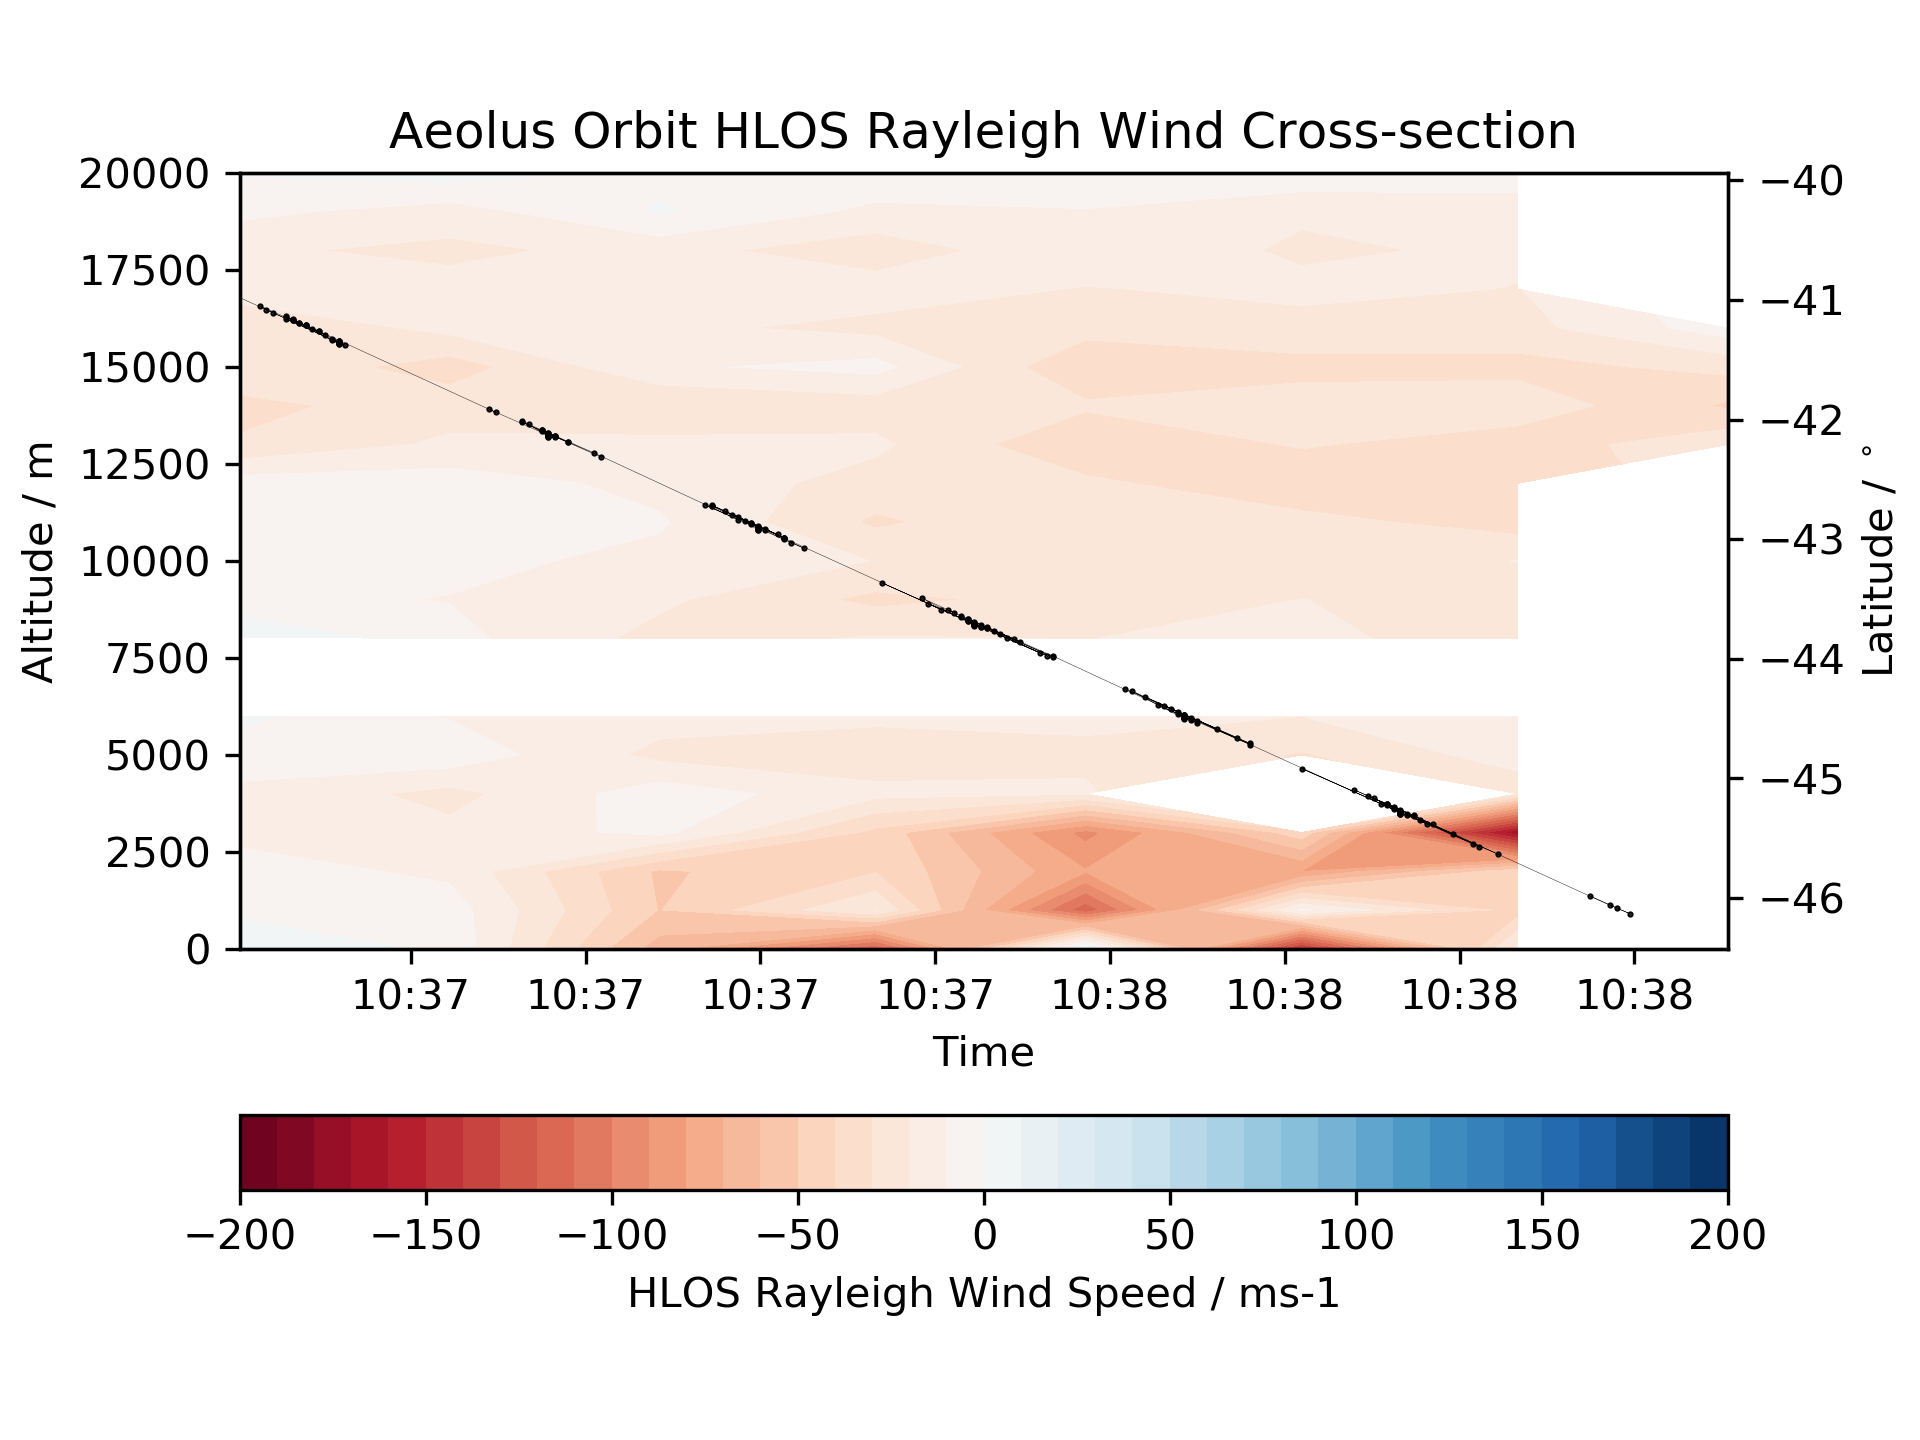 Aeolus Orbit HLOS Rayleigh Wind Cross-section
20000
17500
15000
12500
10000
7500
5000
2500
0
Altitude / m
−40
−41
−42
−43
−44
−45
−46
Latitude / °
10:37 10:37 10:37 10:37 10:38 10:38 10:38 10:38
Time
−200 −150 −100 −50 0 50 100 150 200
HLOS Rayleigh Wind Speed / ms-1